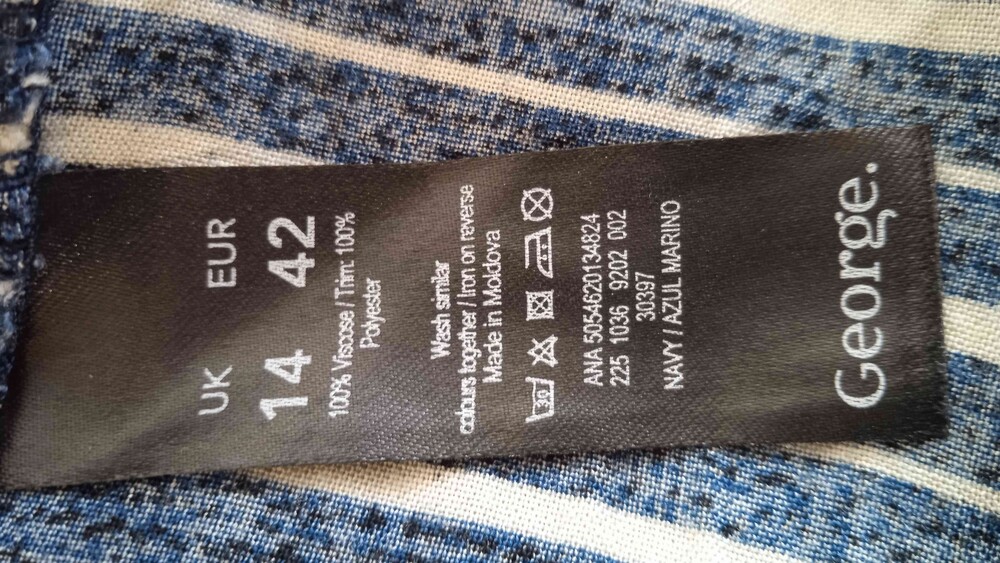 UK EUR
14 42
100% Viscose / Trim: 100%
Polyester
Wash similar
colours together / Iron on reverse
Made in Moldova
30
ANA 5054620134824
225 1036 9202 002
30397
NAVY / AZUL MARINO
George.